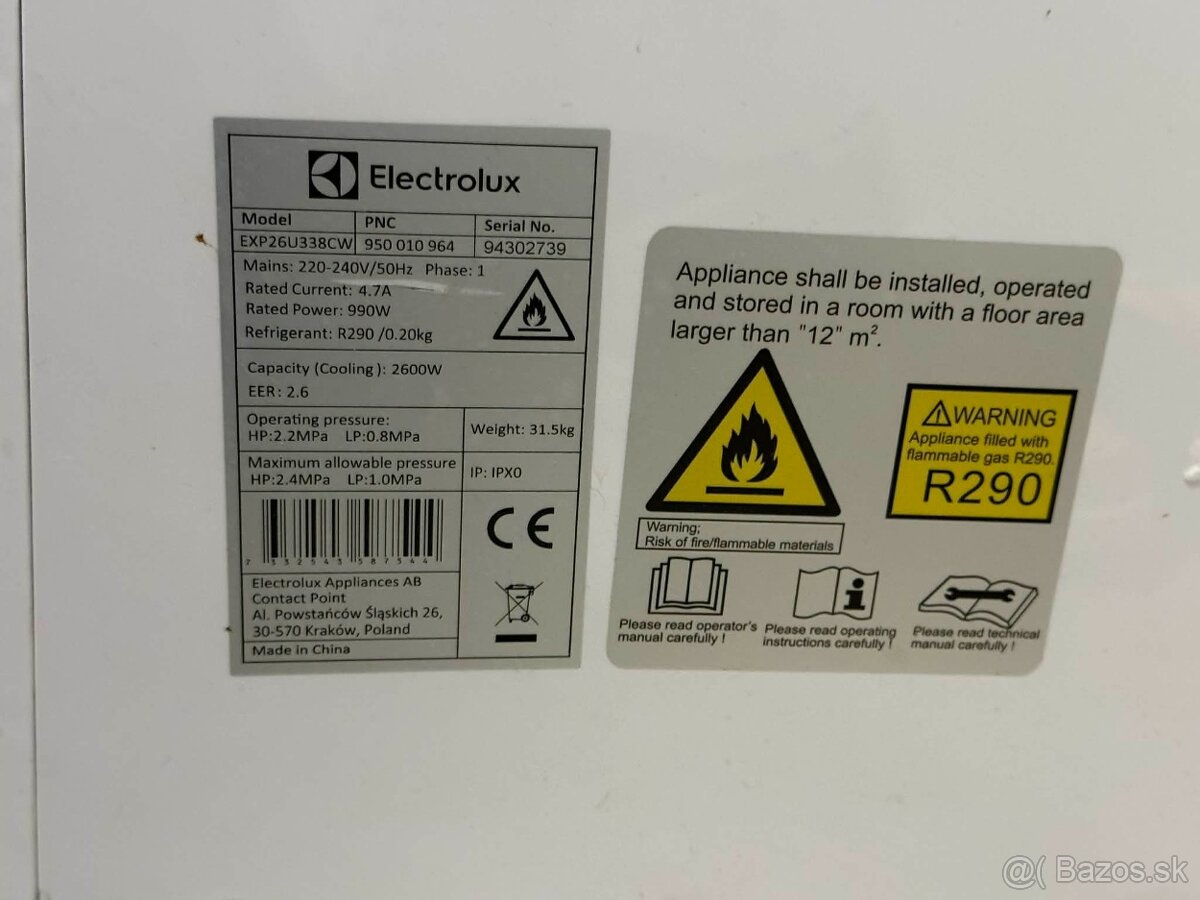 Electrolux
Model PNC Serial No.
EXP26U338CW 950 010 964 94302739
Mains: 220-240V/50Hz Phase: 1
Rated Current: 4.7A
Rated Power: 990W
Refrigerant: R290 /0.20kg
Capacity (Cooling): 2600W
EER: 2.6
Operating pressure:
HP:2.2MPa LP:0.8MPa
Weight: 31.5kg
Maximum allowable pressure
HP:2.4MPa LP:1.0MPa
IP: IPX0
7 332543 587544
CE
Electrolux Appliances AB
Contact Point
Al. Powstańców Śląskich 26,
30-570 Kraków, Poland
Made in China
Appliance shall be installed, operated
and stored in a room with a floor area
larger than "12" m².
WARNING
Appliance filled with
flammable gas R290.
R290
Warning;
Risk of fire/flammable materials
Please read operator's
manual carefully !
Please read operating
instructions carefully !
Please read technical
manual carefully !
@( Bazos.sk